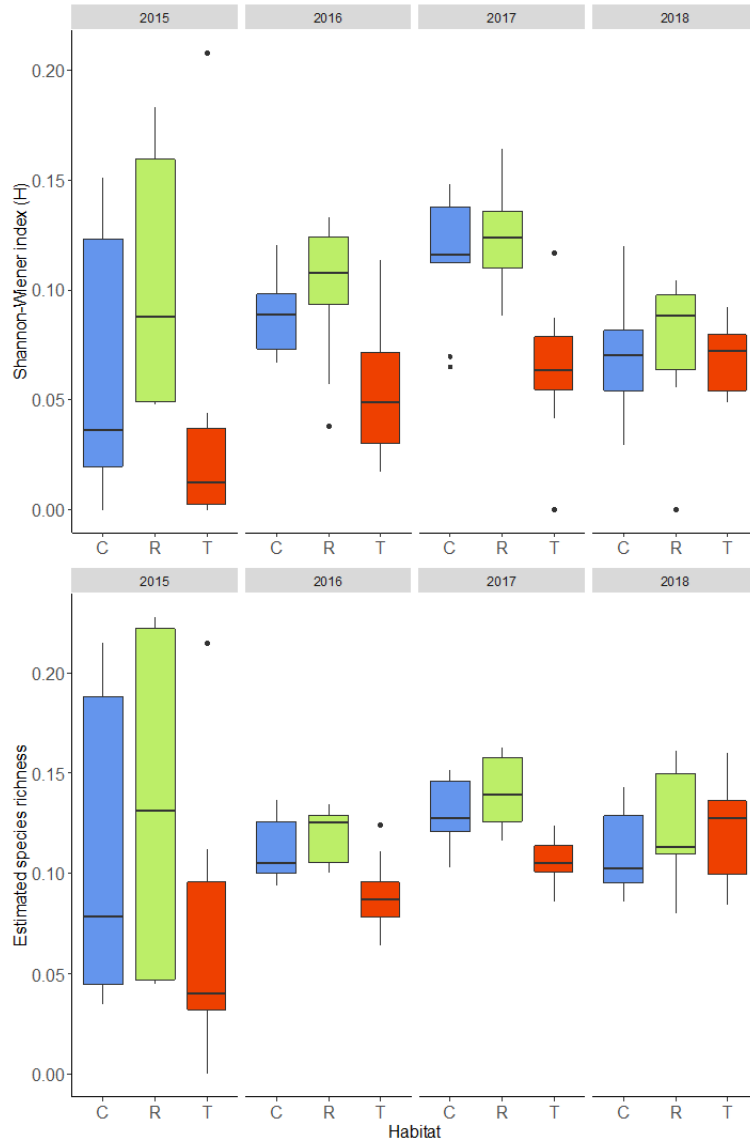 2015 2016 2017 2018
Shannon-Wiener index (H)
0.20
0.15
0.10
0.05
0.00
C R T C R T C R T C R T
2015 2016 2017 2018
Estimated species richness
0.20
0.15
0.10
0.05
0.00
C R T C R T C R T C R T
Habitat